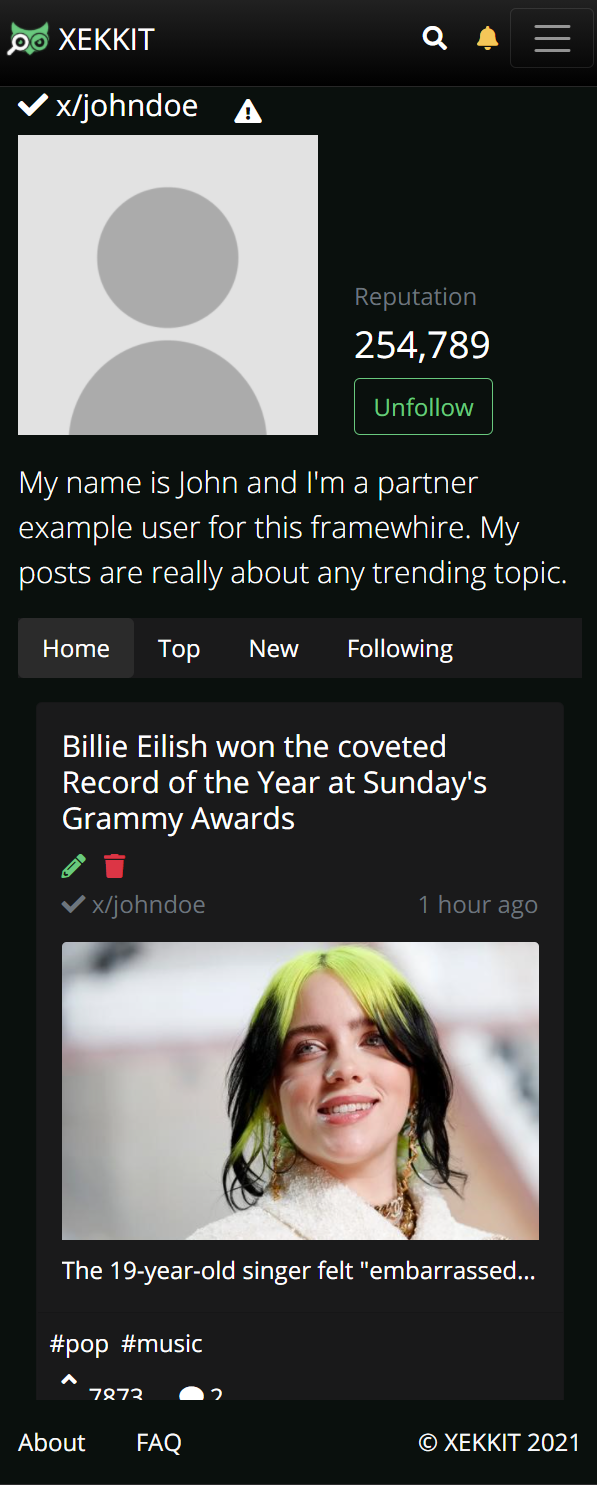 XEKKIT
x/johndoe
Reputation
254,789
Unfollow
My name is John and I'm a partner
example user for this framewhire. My
posts are really about any trending topic.
Home Top New Following
Billie Eilish won the coveted
Record of the Year at Sunday's
Grammy Awards
x/johndoe 1 hour ago
The 19-year-old singer felt "embarrassed...
#pop #music
7873 2
About FAQ © XEKKIT 2021